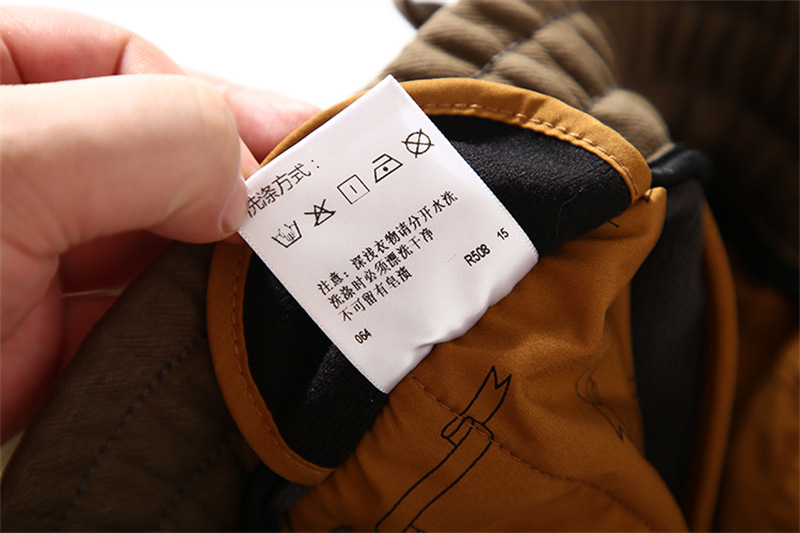 洗涤方式：
注意：深浅衣物请分开水洗
洗涤时必须漂洗干净
不可留有皂渍
064
R508 15